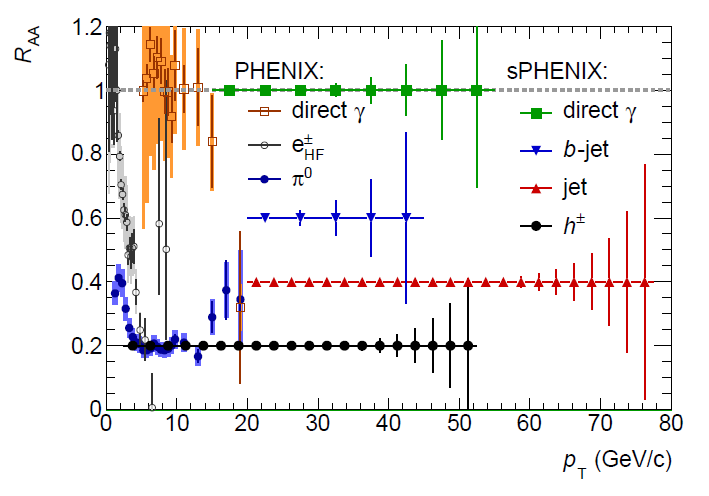 R_AA
1.2
1
0.8
0.6
0.4
0.2
0
PHENIX:
direct γ
e±HF
π⁰
sPHENIX:
direct γ
b-jet
jet
h±
0 10 20 30 40 50 60 70 80
p_T (GeV/c)